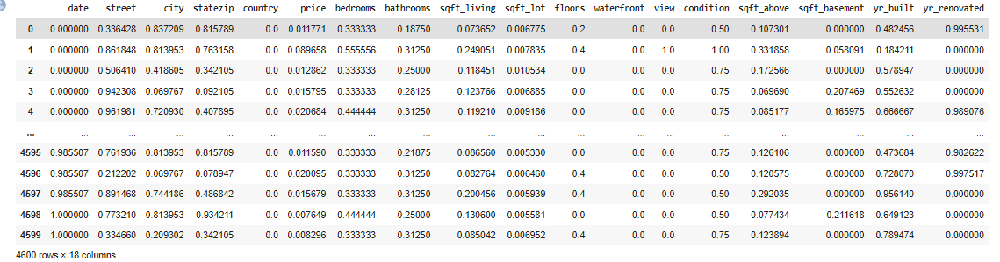 date street city statezip country price bedrooms bathrooms sqft_living sqft_lot floors waterfront view condition sqft_above sqft_basement yr_built yr_renovated
0 0.000000 0.336428 0.837209 0.815789 0.0 0.011771 0.333333 0.18750 0.073652 0.006775 0.2 0.0 0.0 0.50 0.107301 0.000000 0.482456 0.995531
1 0.000000 0.861848 0.813953 0.763158 0.0 0.089658 0.555556 0.31250 0.249051 0.007835 0.4 0.0 1.0 1.00 0.331858 0.058091 0.184211 0.000000
2 0.000000 0.506410 0.418605 0.342105 0.0 0.012862 0.333333 0.25000 0.118451 0.010534 0.0 0.0 0.0 0.75 0.172566 0.000000 0.578947 0.000000
3 0.000000 0.942308 0.069767 0.092105 0.0 0.015795 0.333333 0.28125 0.123766 0.006885 0.0 0.0 0.0 0.75 0.069690 0.207469 0.552632 0.000000
4 0.000000 0.961981 0.720930 0.407895 0.0 0.020684 0.444444 0.31250 0.119210 0.009186 0.0 0.0 0.0 0.75 0.085177 0.165975 0.666667 0.989076
... ... ... ... ... ... ... ... ... ... ... ... ... ... ... ... ... ... ...
4595 0.985507 0.761936 0.813953 0.815789 0.0 0.011590 0.333333 0.21875 0.086560 0.005330 0.0 0.0 0.0 0.75 0.126106 0.000000 0.473684 0.982622
4596 0.985507 0.212202 0.069767 0.078947 0.0 0.020095 0.333333 0.31250 0.082764 0.006460 0.4 0.0 0.0 0.50 0.120575 0.000000 0.728070 0.997517
4597 0.985507 0.891468 0.744186 0.486842 0.0 0.015679 0.333333 0.31250 0.200456 0.005939 0.4 0.0 0.0 0.50 0.292035 0.000000 0.956140 0.000000
4598 1.000000 0.773210 0.813953 0.934211 0.0 0.007649 0.444444 0.25000 0.130600 0.005581 0.0 0.0 0.0 0.50 0.077434 0.211618 0.649123 0.000000
4599 1.000000 0.334660 0.209302 0.342105 0.0 0.008296 0.333333 0.31250 0.085042 0.006952 0.4 0.0 0.0 0.75 0.123894 0.000000 0.789474 0.000000
4600 rows × 18 columns